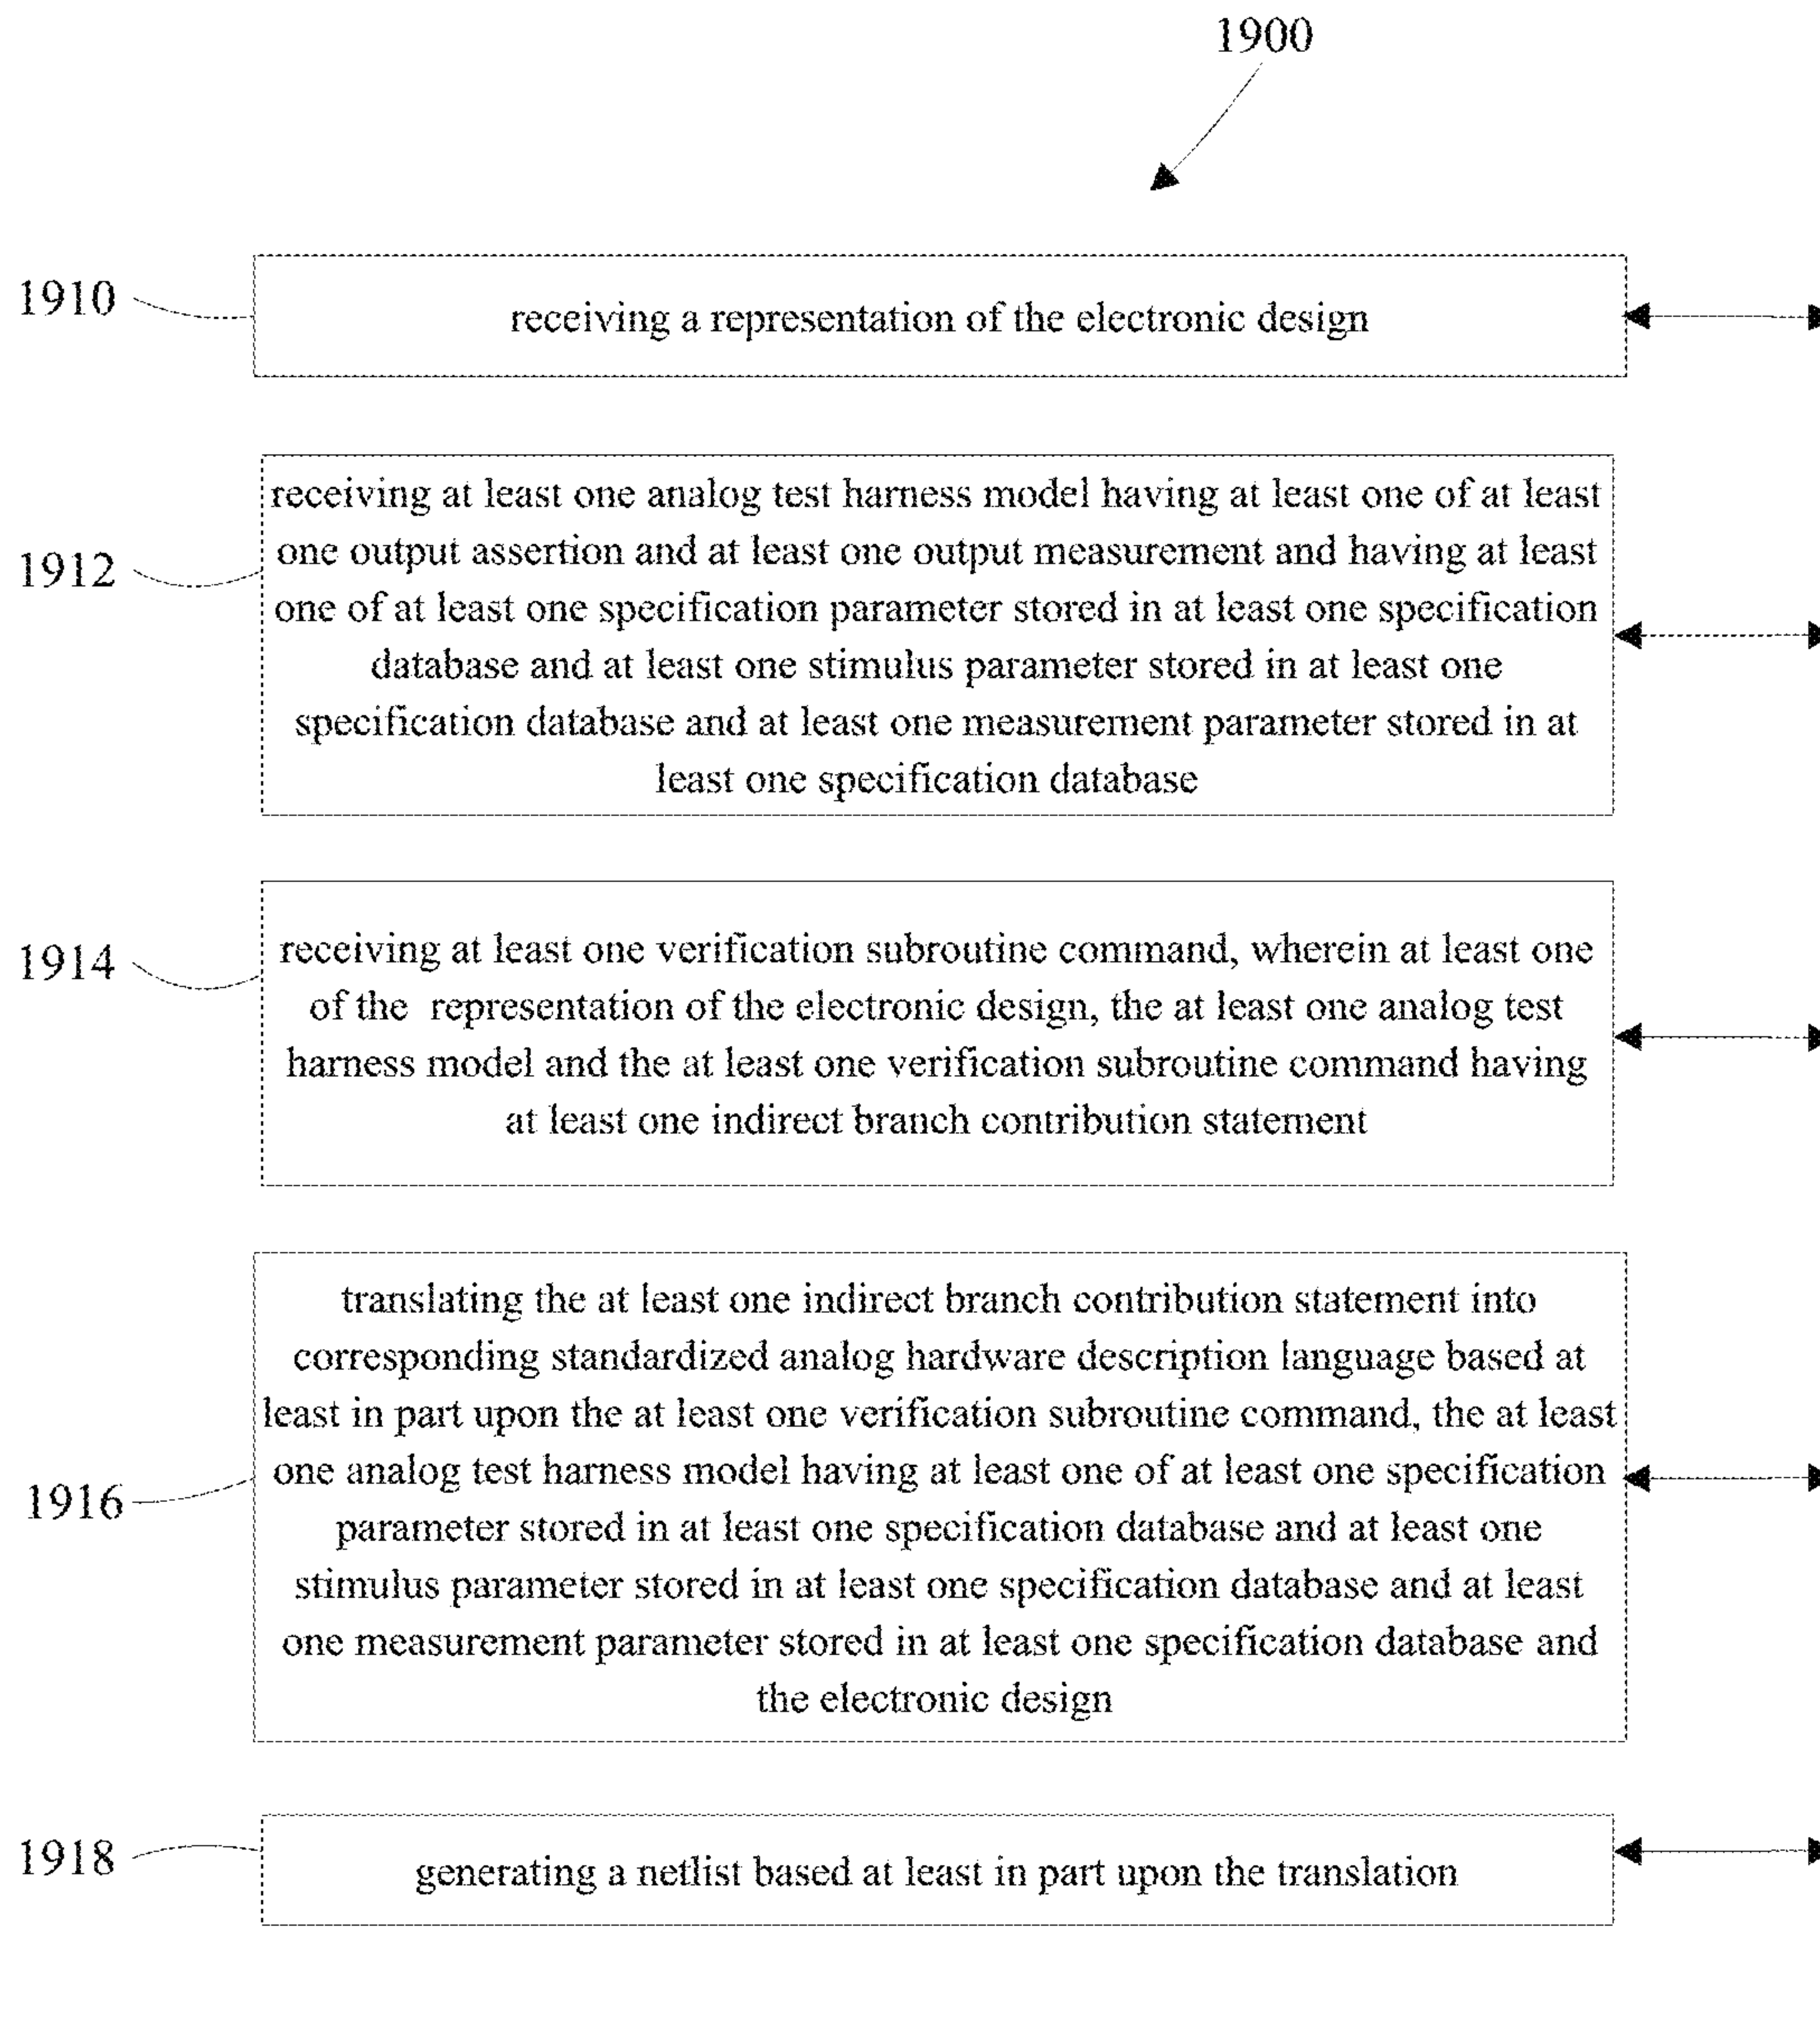 1900
1910
receiving a representation of the electronic design
1912
receiving at least one analog test harness model having at least one of at least
one output assertion and at least one output measurement and having at least
one of at least one specification parameter stored in at least one specification
database and at least one stimulus parameter stored in at least one
specification database and at least one measurement parameter stored in at
least one specification database
1914
receiving at least one verification subroutine command, wherein at least one
of the representation of the electronic design, the at least one analog test
harness model and the at least one verification subroutine command having
at least one indirect branch contribution statement
1916
translating the at least one indirect branch contribution statement into
corresponding standardized analog hardware description language based at
least in part upon the at least one verification subroutine command, the at least
one analog test harness model having at least one of at least one specification
parameter stored in at least one specification database and at least one
stimulus parameter stored in at least one specification database and at least
one measurement parameter stored in at least one specification database and
the electronic design
1918
generating a netlist based at least in part upon the translation